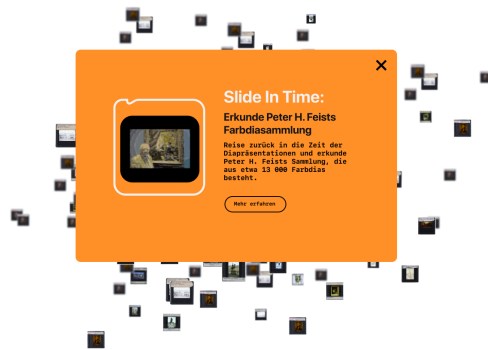 Slide In Time:
Erkunde Peter H. Feists
Farbdiasammlung
Reise zurück in die Zeit der
Diapräsentationen und erkunde
Peter H. Feists Sammlung, die
aus etwa 13 000 Farbdias
besteht.
Mehr erfahren